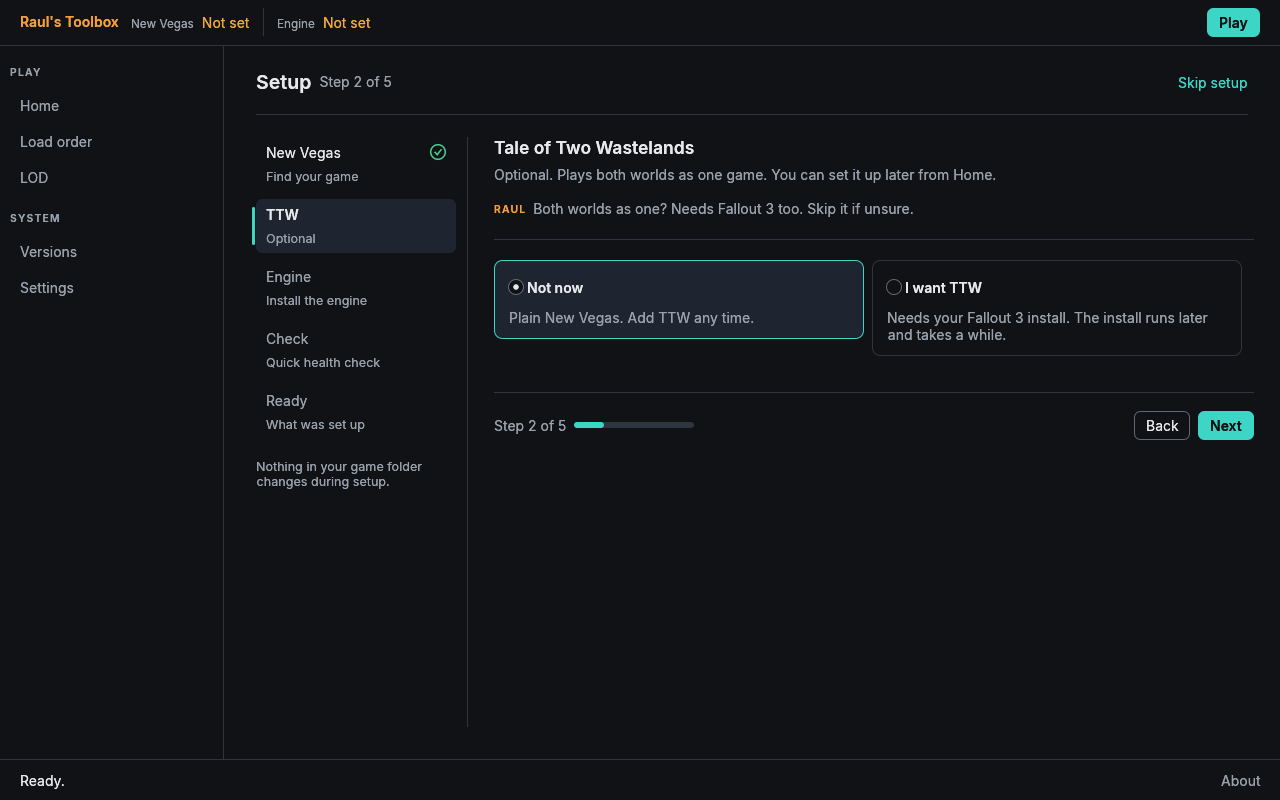 Raul's Toolbox New Vegas Not set Engine Not set Play
PLAY
Home
Load order
LOD
SYSTEM
Versions
Settings
Setup Step 2 of 5 Skip setup
New Vegas
Find your game
TTW
Optional
Engine
Install the engine
Check
Quick health check
Ready
What was set up
Nothing in your game folder
changes during setup.
Tale of Two Wastelands
Optional. Plays both worlds as one game. You can set it up later from Home.
RAUL Both worlds as one? Needs Fallout 3 too. Skip it if unsure.
Not now
Plain New Vegas. Add TTW any time.
I want TTW
Needs your Fallout 3 install. The install runs later
and takes a while.
Step 2 of 5 Back Next
Ready. About